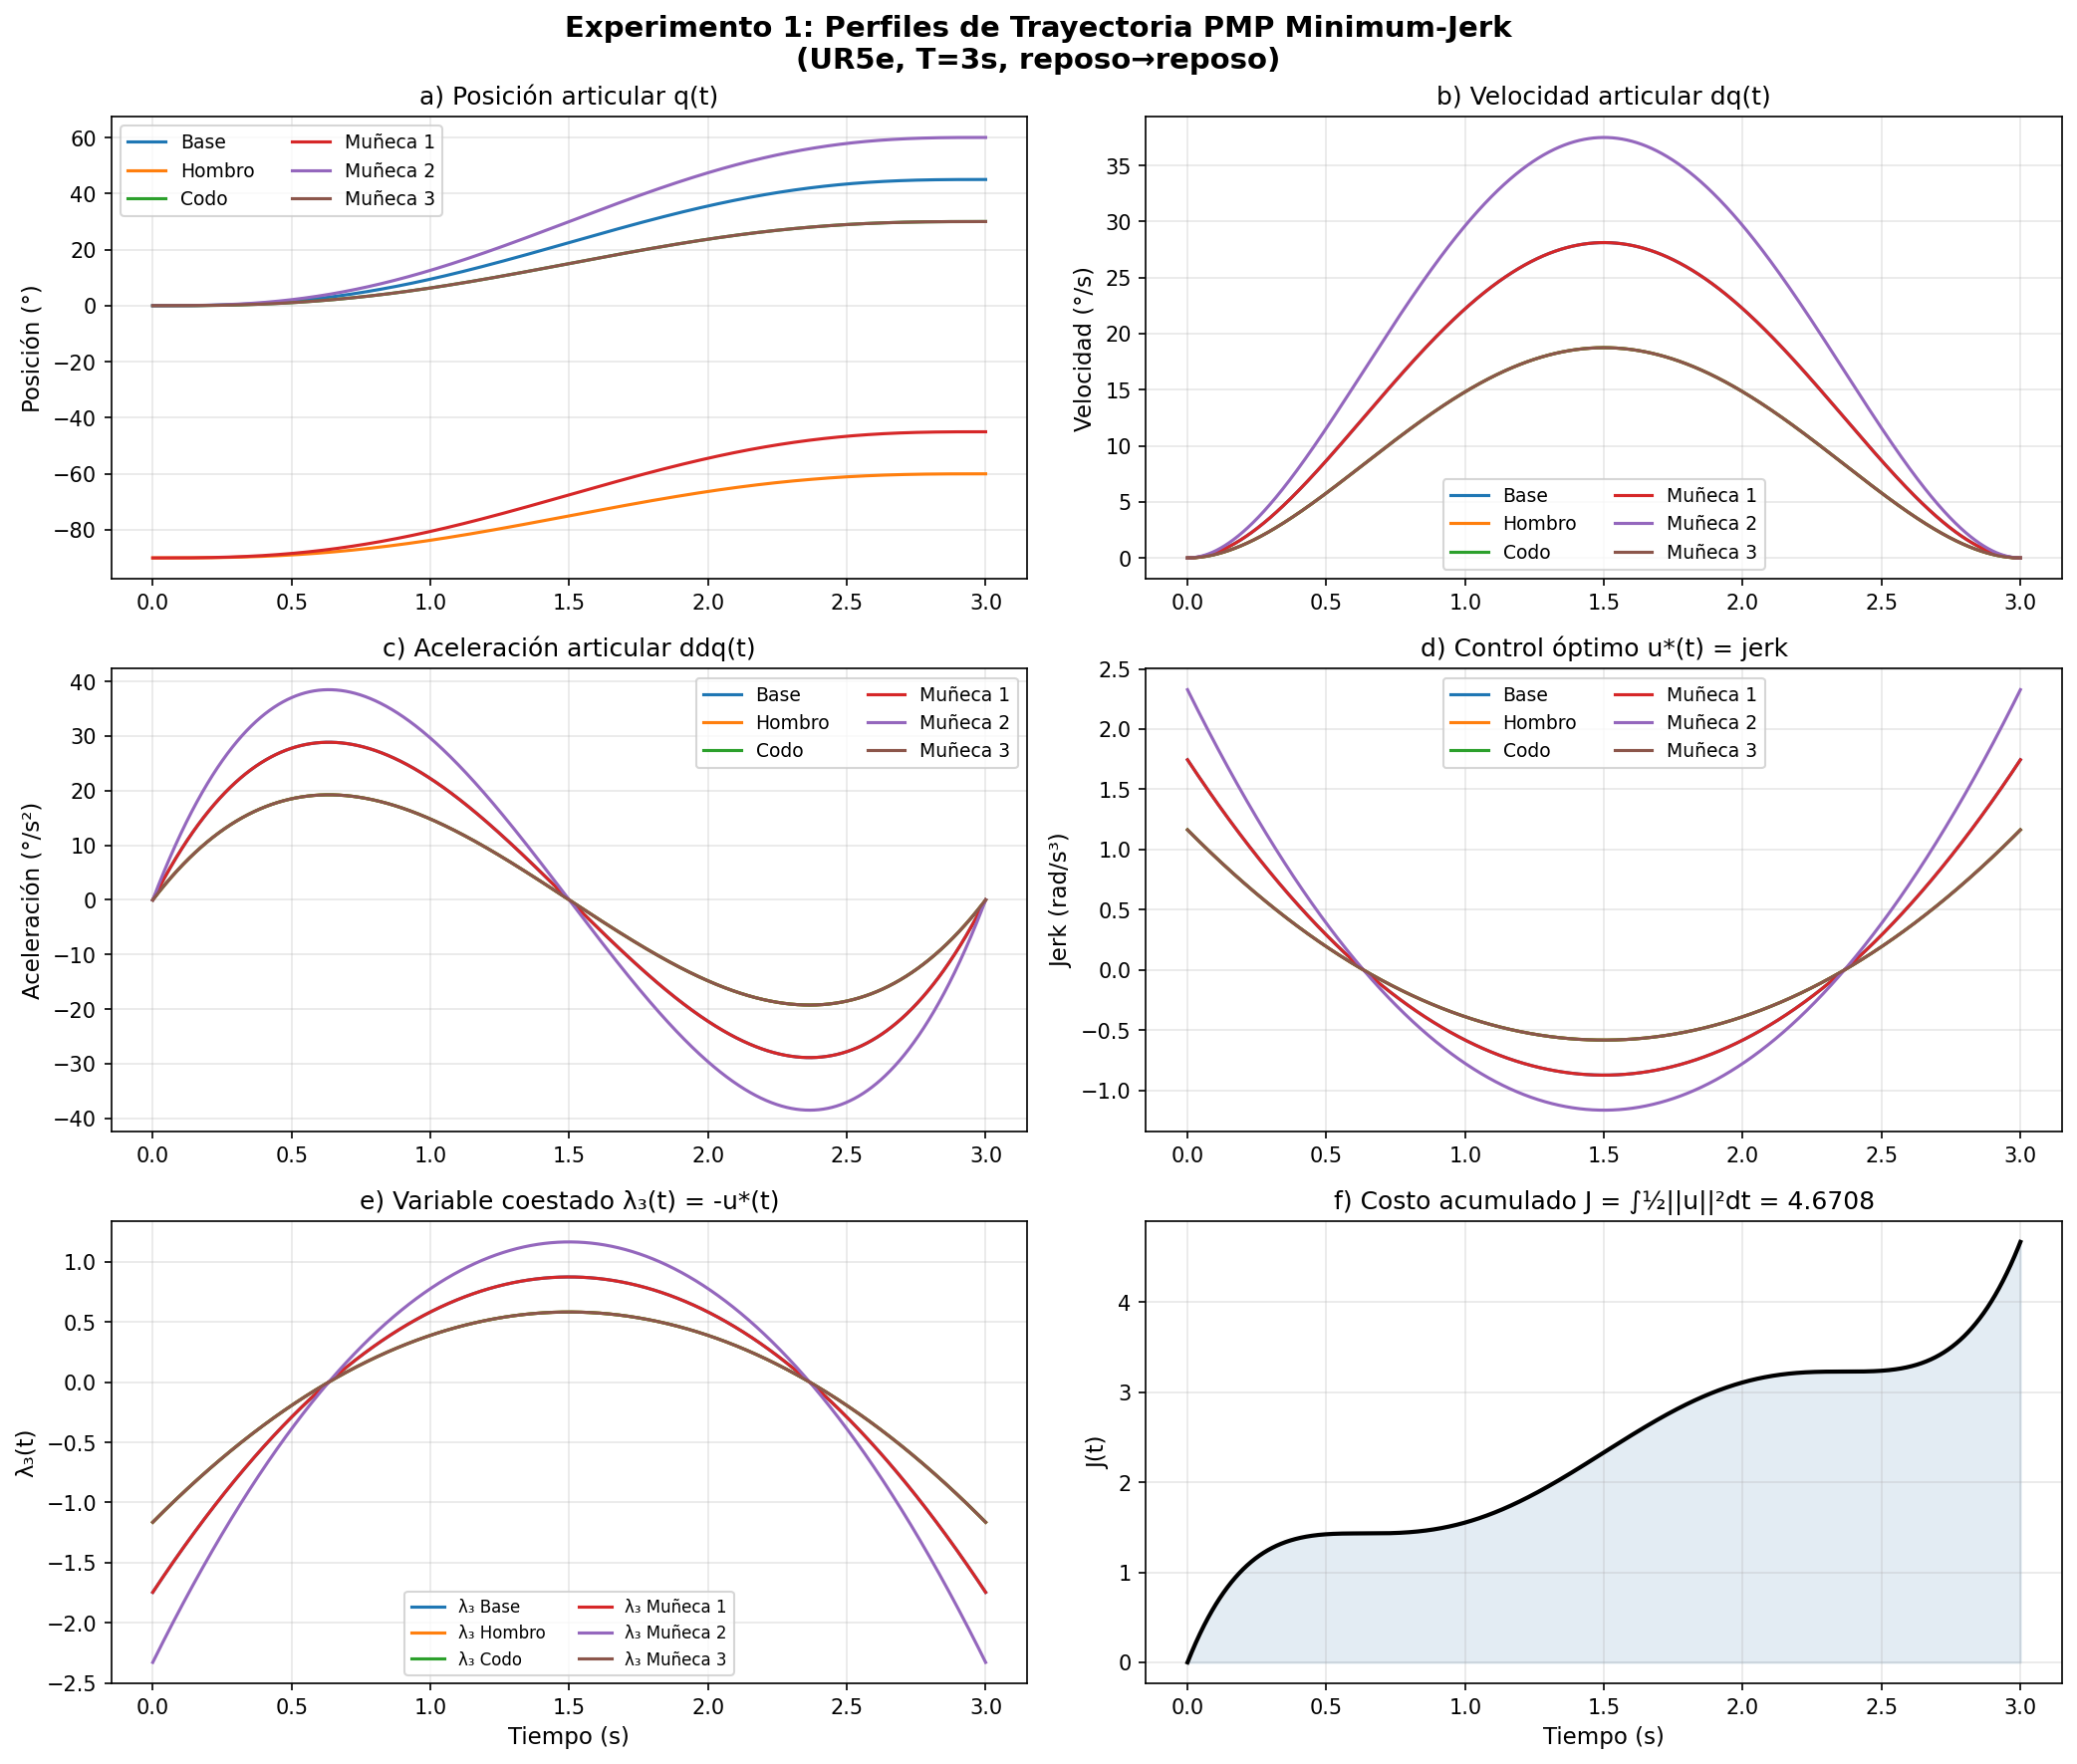 Experimento 1: Perfiles de Trayectoria PMP Minimum-Jerk
(UR5e, T=3s, reposo→reposo)
a) Posición articular q(t)
Posición (°)
60
40
20
0
−20
−40
−60
−80
Base
Hombro
Codo
Muñeca 1
Muñeca 2
Muñeca 3
0.0 0.5 1.0 1.5 2.0 2.5 3.0
b) Velocidad articular dq(t)
Velocidad (°/s)
35
30
25
20
15
10
5
0
Base
Hombro
Codo
Muñeca 1
Muñeca 2
Muñeca 3
0.0 0.5 1.0 1.5 2.0 2.5 3.0
c) Aceleración articular ddq(t)
Aceleración (°/s²)
40
30
20
10
0
−10
−20
−30
−40
Base
Hombro
Codo
Muñeca 1
Muñeca 2
Muñeca 3
0.0 0.5 1.0 1.5 2.0 2.5 3.0
d) Control óptimo u*(t) = jerk
Jerk (rad/s³)
2.5
2.0
1.5
1.0
0.5
0.0
−0.5
−1.0
Base
Hombro
Codo
Muñeca 1
Muñeca 2
Muñeca 3
0.0 0.5 1.0 1.5 2.0 2.5 3.0
e) Variable coestado λ₃(t) = -u*(t)
λ₃(t)
1.0
0.5
0.0
−0.5
−1.0
−1.5
−2.0
−2.5
λ₃ Base
λ₃ Hombro
λ₃ Codo
λ₃ Muñeca 1
λ₃ Muñeca 2
λ₃ Muñeca 3
0.0 0.5 1.0 1.5 2.0 2.5 3.0
Tiempo (s)
f) Costo acumulado J = ∫½||u||²dt = 4.6708
J(t)
4
3
2
1
0
0.0 0.5 1.0 1.5 2.0 2.5 3.0
Tiempo (s)